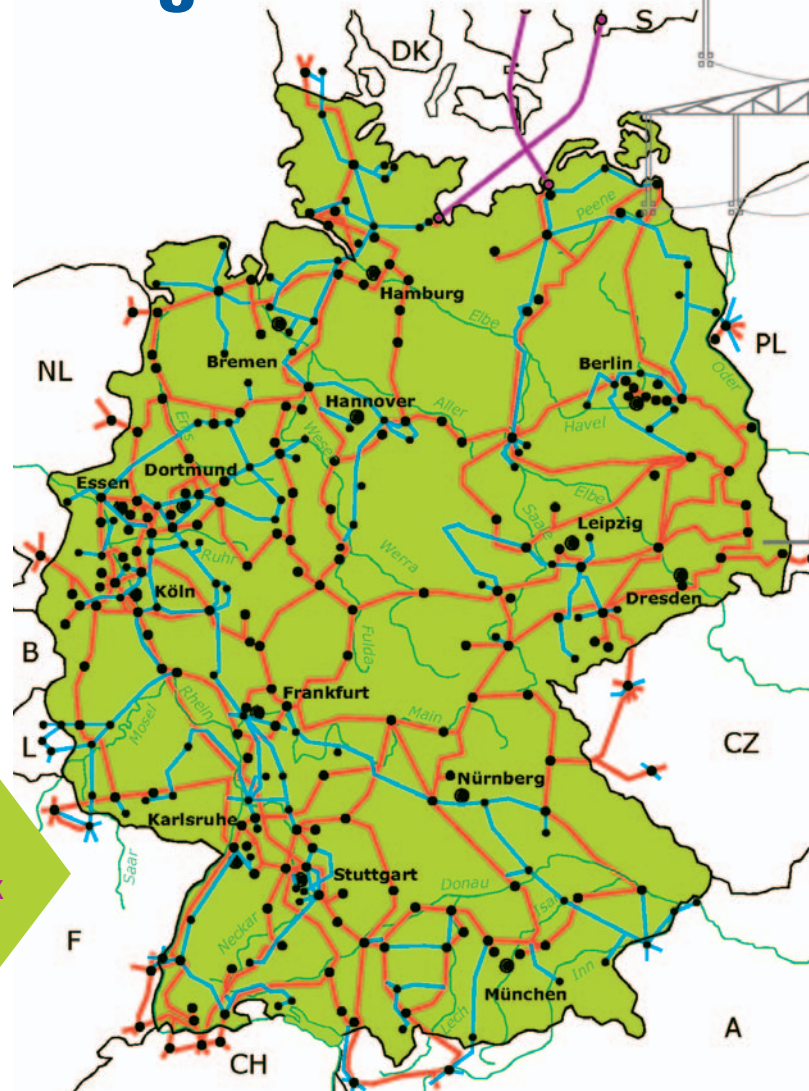 g
S
DK
Peene
Hamburg
Elbe
PL
Bremen
Berlin
NL
Oder
Hannover
Aller
Ems
Weser
Havel
Dortmund
Essen
Elbe
Saale
Leipzig
Ruhr
Werra
Köln
Dresden
B
Fulda
Frankfurt
Rhein
Mosel
Main
L
CZ
Nürnberg
Karlsruhe
Saar
Stuttgart
Donau
x
Isar
Neckar
F
Inn
München
Lech
A
CH